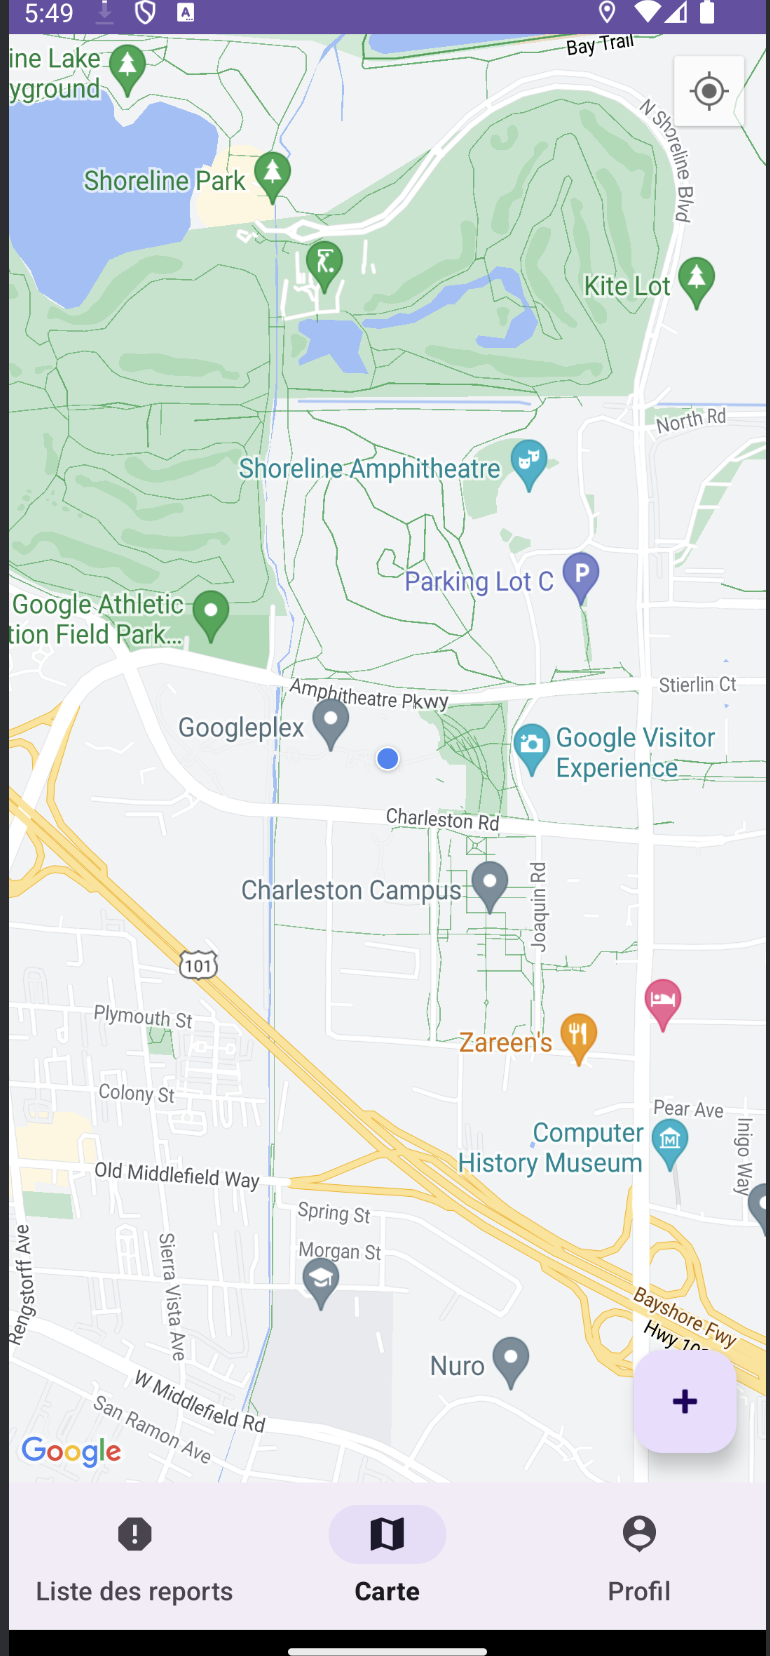 5:49
Bay Trail
ine Lake
yground
N Shoreline Blvd
Shoreline Park
Kite Lot
North Rd
Shoreline Amphitheatre
Parking Lot C
P
Google Athletic
tion Field Park...
Stierlin Ct
Amphitheatre Pkwy
Googleplex
Google Visitor
Experience
Charleston Rd
Charleston Campus
Joaquin Rd
101
Plymouth St
Zareen's
Colony St
Pear Ave
Computer
History Museum
M
Inigo Way
Old Middlefield Way
Spring St
Morgan St
Sierra Vista Ave
Rengstorff Ave
Bayshore Fwy
Hwy 10
Nuro
W Middlefield Rd
San Ramon Ave
Google
+
Liste des reports
Carte
Profil